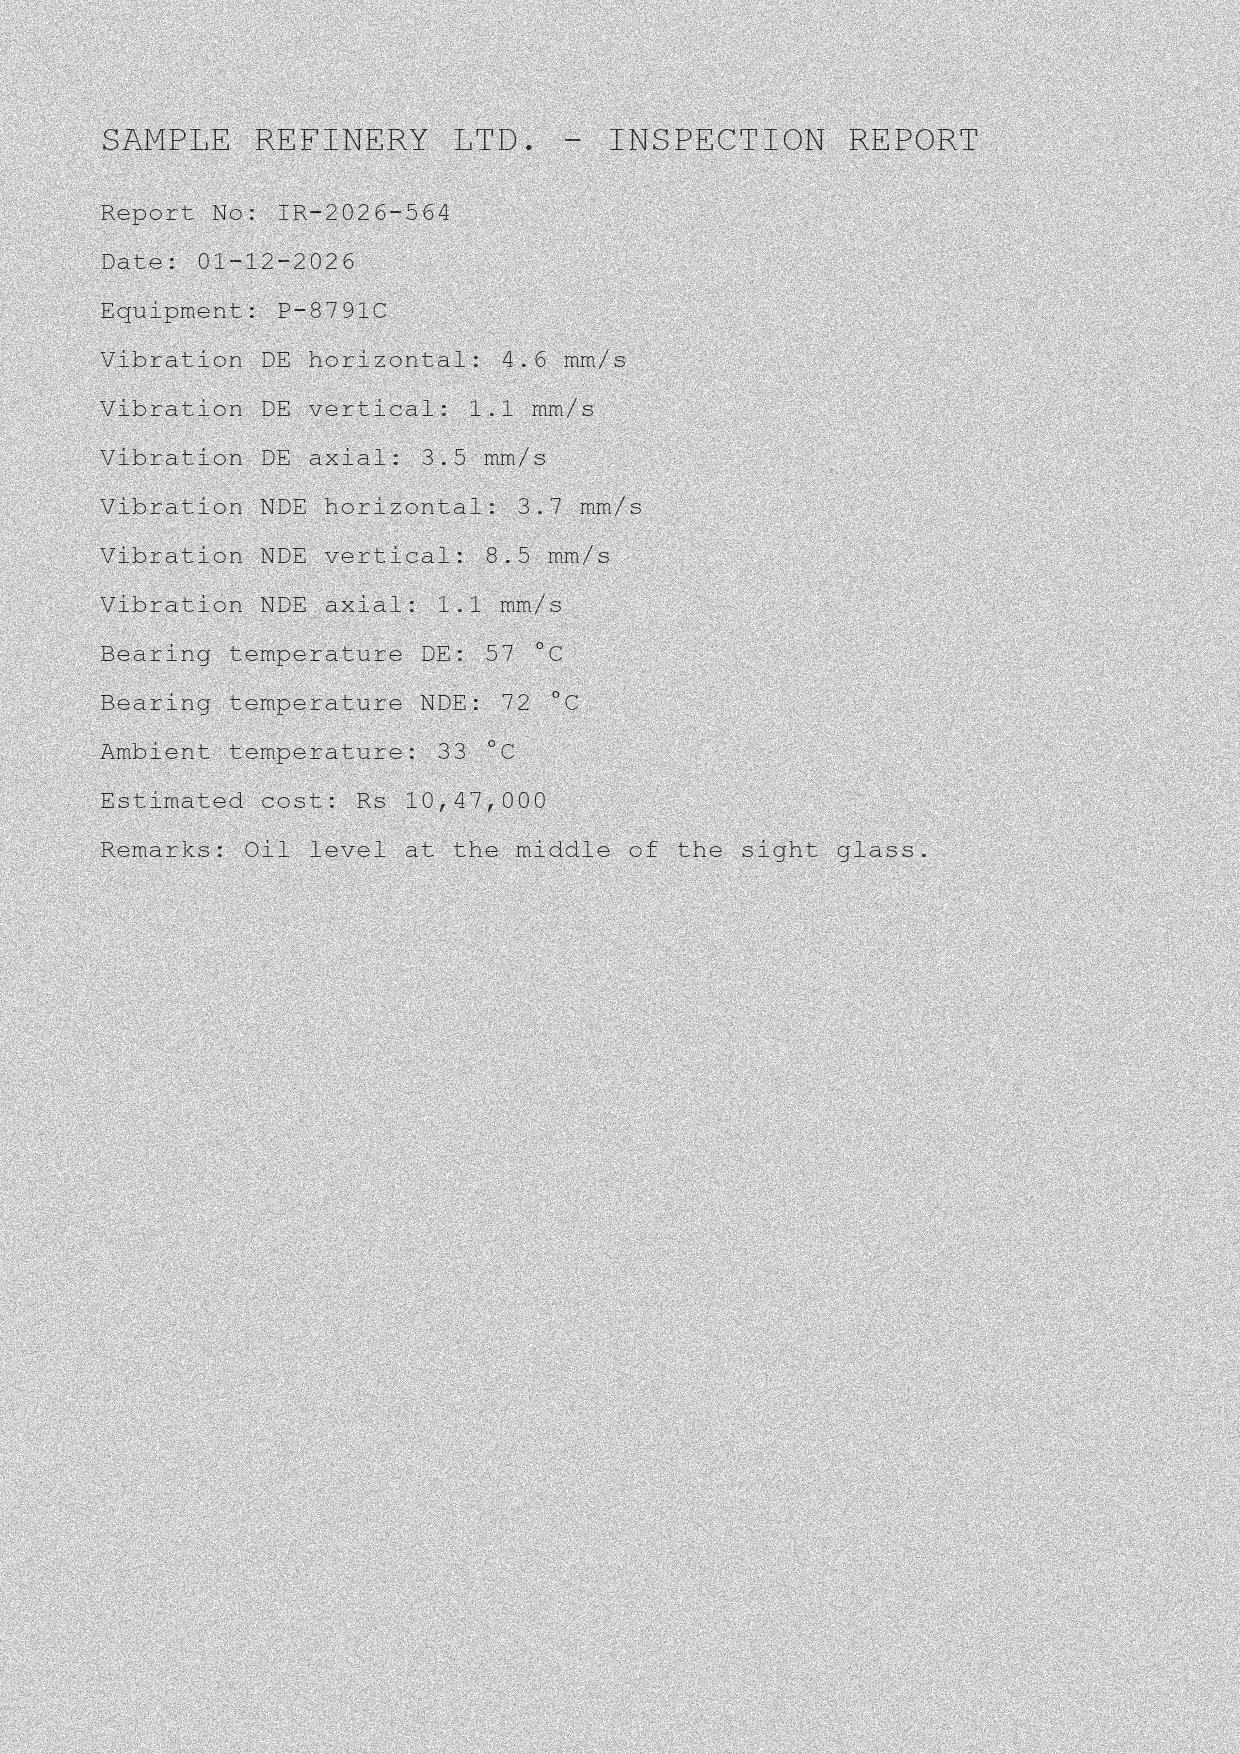 SAMPLE REFINERY LTD. - INSPECTION REPORT
Report No: IR-2026-564
Date: 01-12-2026
Equipment: P-8791C
Vibration DE horizontal: 4.6 mm/s
Vibration DE vertical: 1.1 mm/s
Vibration DE axial: 3.5 mm/s
Vibration NDE horizontal: 3.7 mm/s
Vibration NDE vertical: 8.5 mm/s
Vibration NDE axial: 1.1 mm/s
Bearing temperature DE: 57 °C
Bearing temperature NDE: 72 °C
Ambient temperature: 33 °C
Estimated cost: Rs 10,47,000
Remarks: Oil level at the middle of the sight glass.